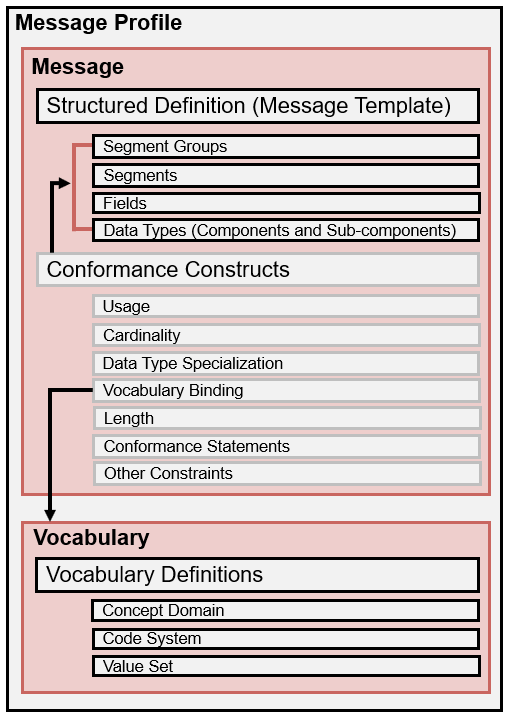 Message Profile
Message
Structured Definition (Message Template)
Segment Groups
Segments
Fields
Data Types (Components and Sub-components)
Conformance Constructs
Usage
Cardinality
Data Type Specialization
Vocabulary Binding
Length
Conformance Statements
Other Constraints
Vocabulary
Vocabulary Definitions
Concept Domain
Code System
Value Set